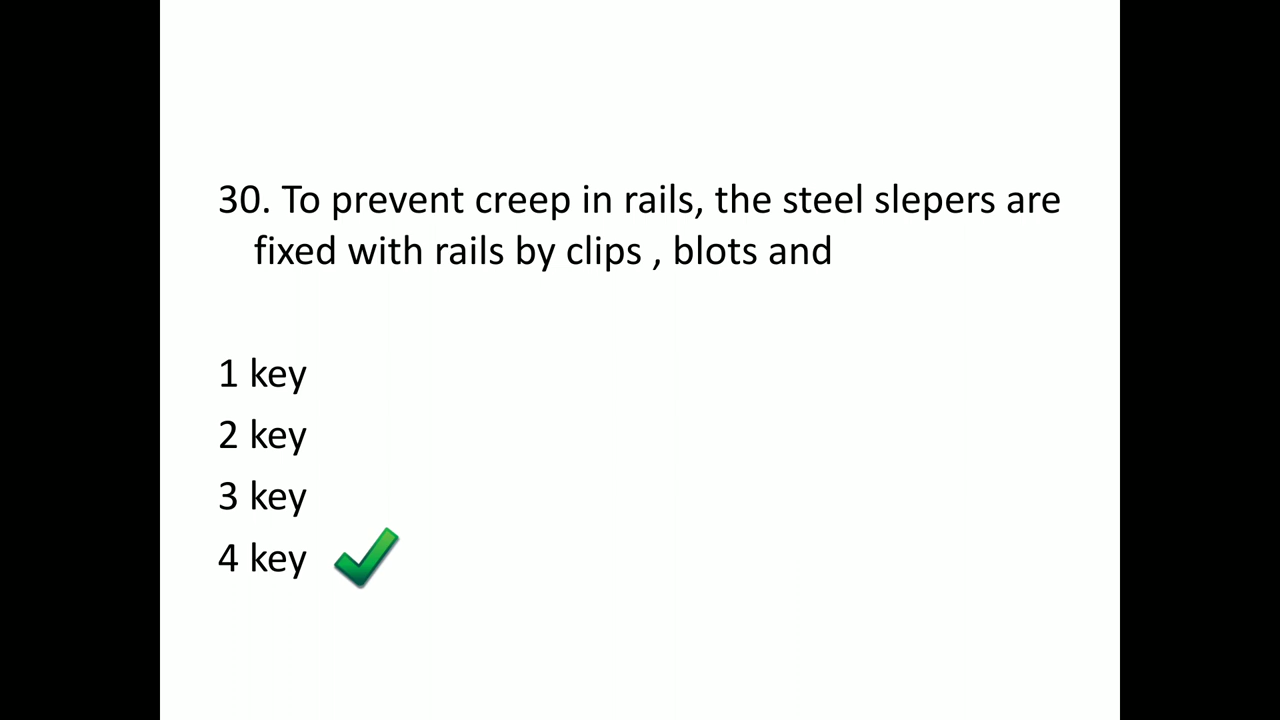 30. To prevent creep in rails, the steel slepers are
fixed with rails by clips , blots and
1 key
2 key
3 key
4 key